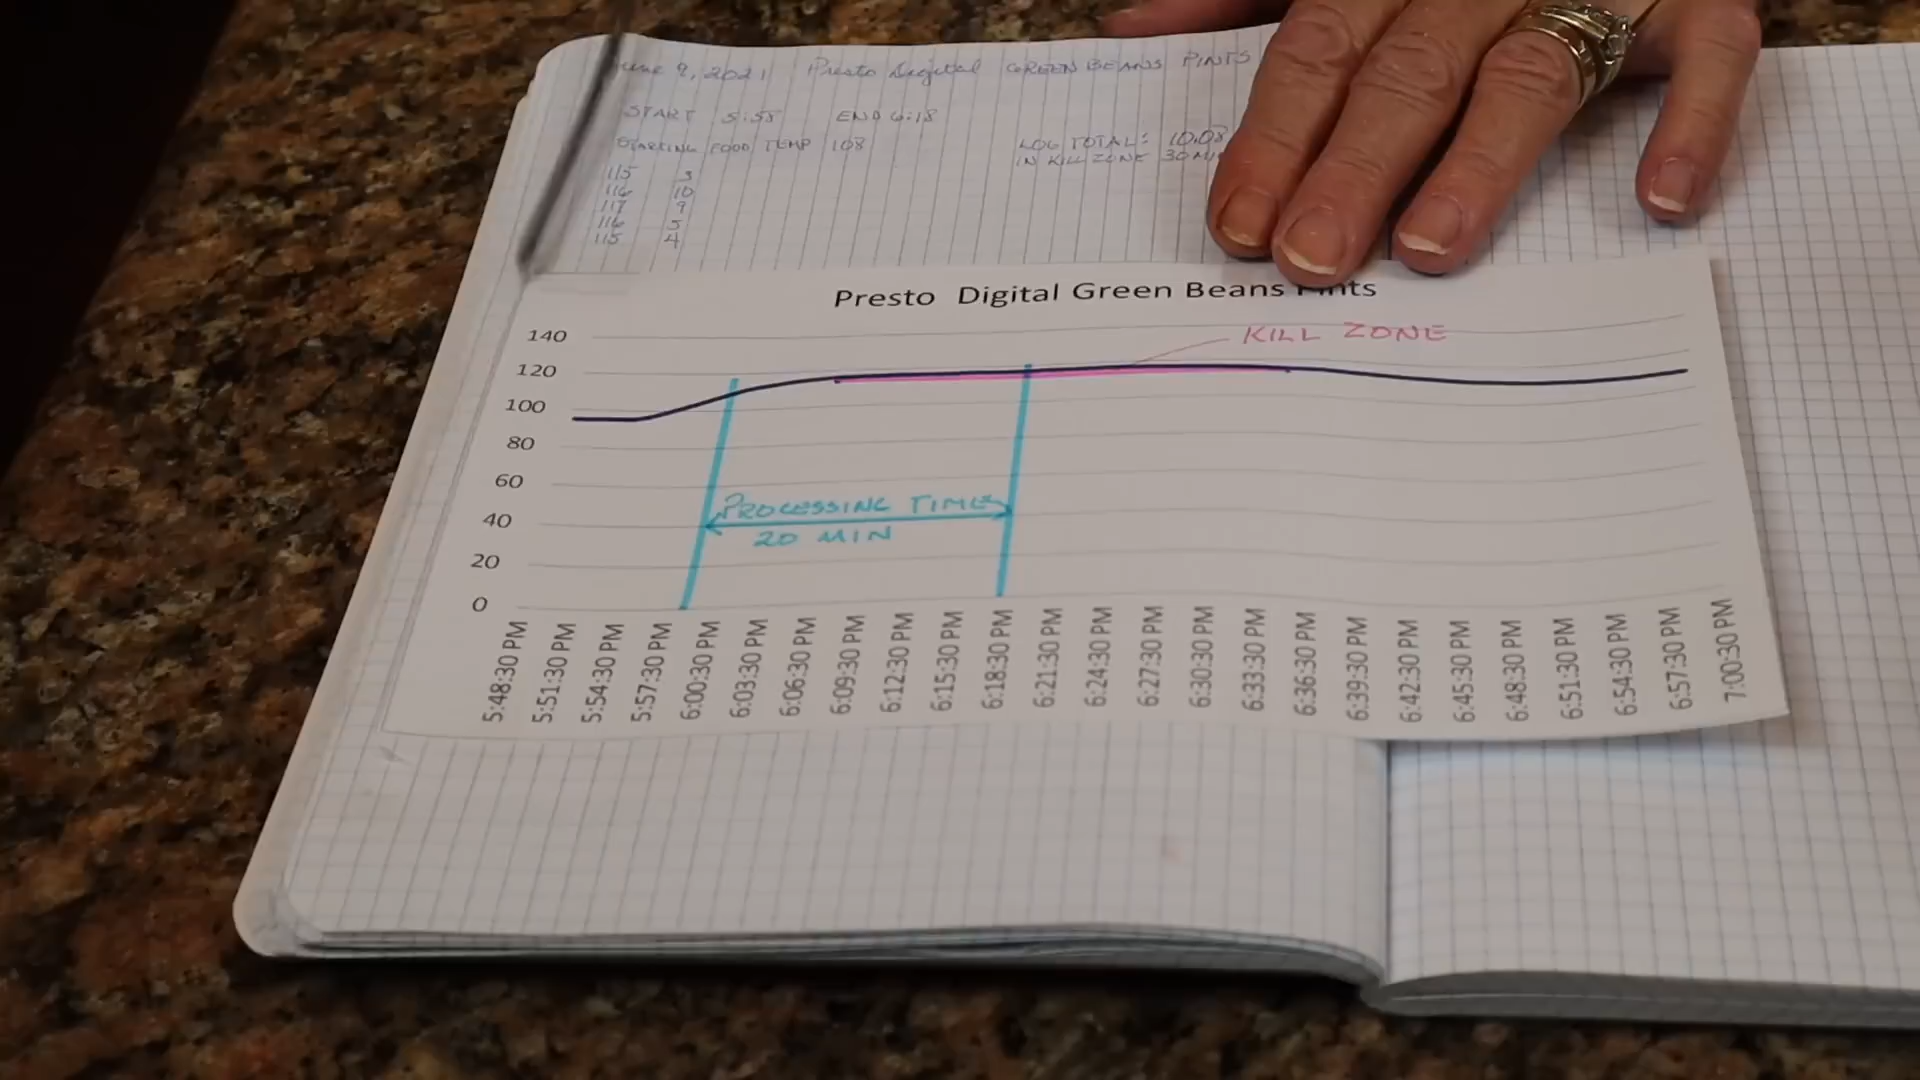 June 9, 2021 Presto Digital GREEN BEANS PINTS
START 5:58 END 6:18
STARTING FOOD TEMP 108
LOG TOTAL: 10.08
IN KILL ZONE 30
115 3
116 10
117 9
116 5
115 4
Presto Digital Green Beans Pints
KILL ZONE
140
120
100
80
60
40
20
0
PROCESSING TIME
20 MIN
5:48:30 PM
5:51:30 PM
5:54:30 PM
5:57:30 PM
6:00:30 PM
6:03:30 PM
6:06:30 PM
6:09:30 PM
6:12:30 PM
6:15:30 PM
6:18:30 PM
6:21:30 PM
6:24:30 PM
6:27:30 PM
6:30:30 PM
6:33:30 PM
6:36:30 PM
6:39:30 PM
6:42:30 PM
6:45:30 PM
6:48:30 PM
6:51:30 PM
6:54:30 PM
6:57:30 PM
7:00:30 PM